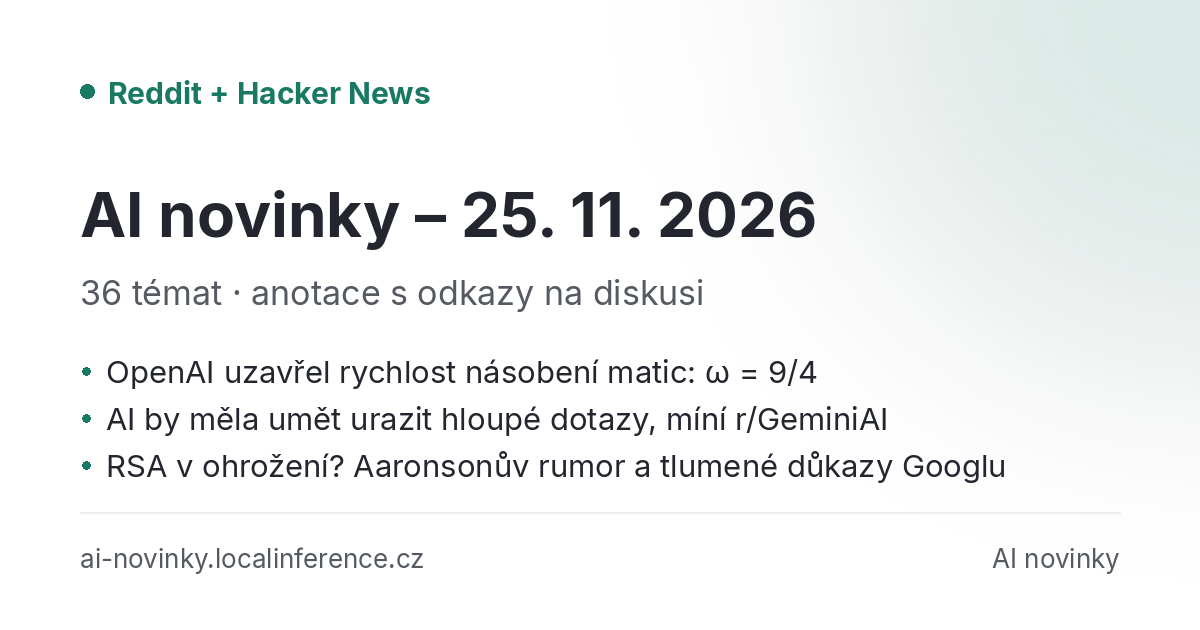 Reddit + Hacker News
AI novinky – 25. 11. 2026
36 témat · anotace s odkazy na diskusi
• OpenAI uzavřel rychlost násobení matic: ω = 9/4
• AI by měla umět urazit hloupé dotazy, míní r/GeminiAI
• RSA v ohrožení? Aaronsonův rumor a tlumené důkazy Googlu
ai-novinky.localinference.cz
AI novinky